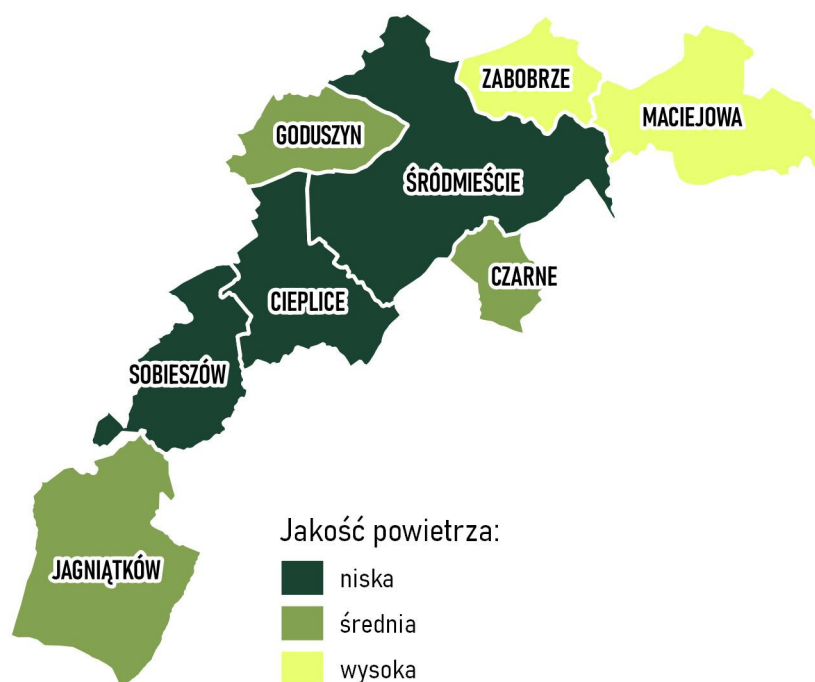 ZABOBRZE
MACIEJOWA
GODUSZYN
ŚRÓDMIEŚCIE
CZARNE
CIEPLICE
SOBIESZÓW
JAGNIĄTKÓW
Jakość powietrza:
niska
średnia
wysoka